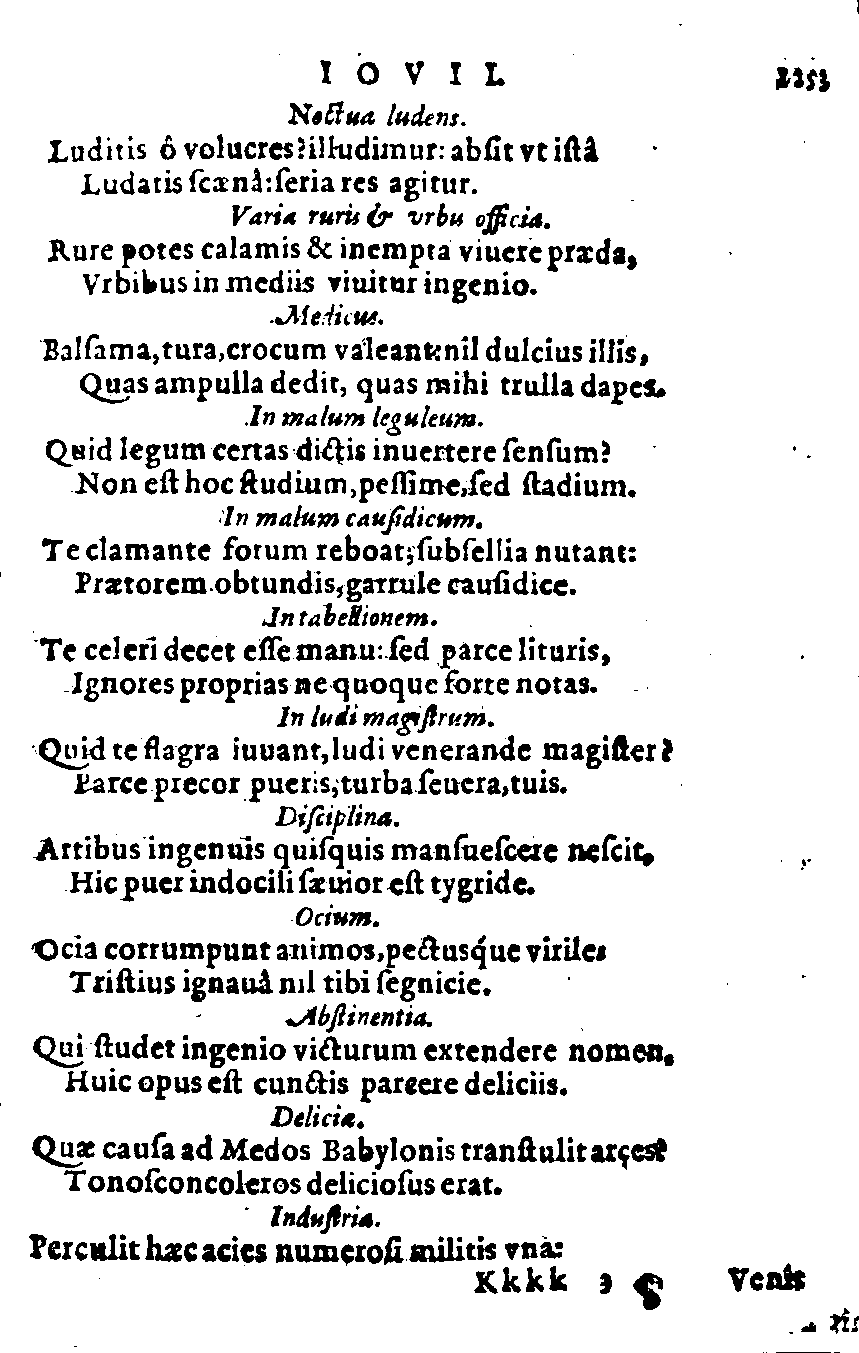 I O V I L. 2253
Noctua ludens.
Luditis ô volucres? illudimur: absit vt istâ
Ludatis scænâ: seria res agitur.
Varia ruris & vrbis officia.
Rure potes calamis & inempta viuere præda,
Vrbibus in mediis viuitur ingenio.
Medicus.
Balsama, tura, crocum valeant: nil dulcius illis,
Quas ampulla dedit, quas mihi trulla dapes.
In malum leguleum.
Quid legum certas dictis inuertere sensum?
Non est hoc studium, pessime, sed stadium.
In malum causidicum.
Te clamante forum reboat; subsellia nutant:
Prætorem obtundis, garrule causidice.
In tabellionem.
Te celeri decet esse manu: sed parce lituris,
Ignores proprias ne quoque forte notas.
In ludi magistrum.
Quid te flagra iuuant, ludi venerande magister?
Parce precor pueris, turba seuera, tuis.
Disciplina.
Artibus ingenuis quisquis mansuescere nescit,
Hic puer indocili sæuior est tygride.
Ocium.
Ocia corrumpunt animos, pectusq́ue virile:
Tristius ignauâ nil tibi segnicie.
Abstinentia.
Qui studet ingenio victurum extendere nomen,
Huic opus est cunctis parcere deliciis.
Delicia.
Quæ causa ad Medos Babylonis transtulit arces?
Tonosconcoleros deliciosus erat.
Industria.
Perculit hæc acies numerosi militis vna:
Kkkk 3 Venit